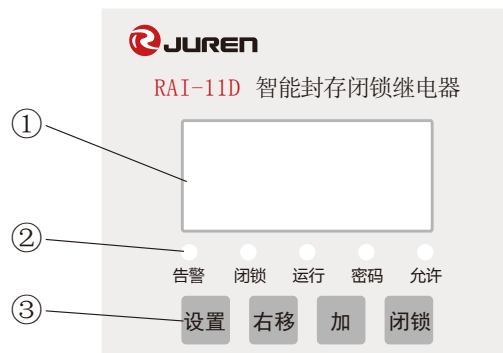 JUREN
RAI-11D 智能封存闭锁继电器
①
②
告警 闭锁 运行 密码 允许
③
设置 右移 加 闭锁